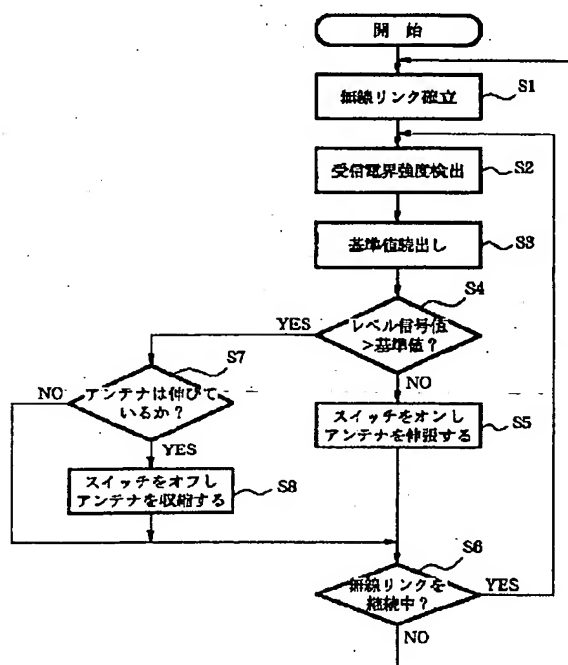 開 始
無線リンク確立
S1
受信電界強度検出
S2
基準値読出し
S3
S4
レベル信号値
>基準値?
YES
NO
S7
アンテナは伸びて
いるか?
NO
YES
スイッチをオンし
アンテナを伸張する
S5
スイッチをオフし
アンテナを収縮する
S8
S6
無線リンクを
継続中?
YES
NO